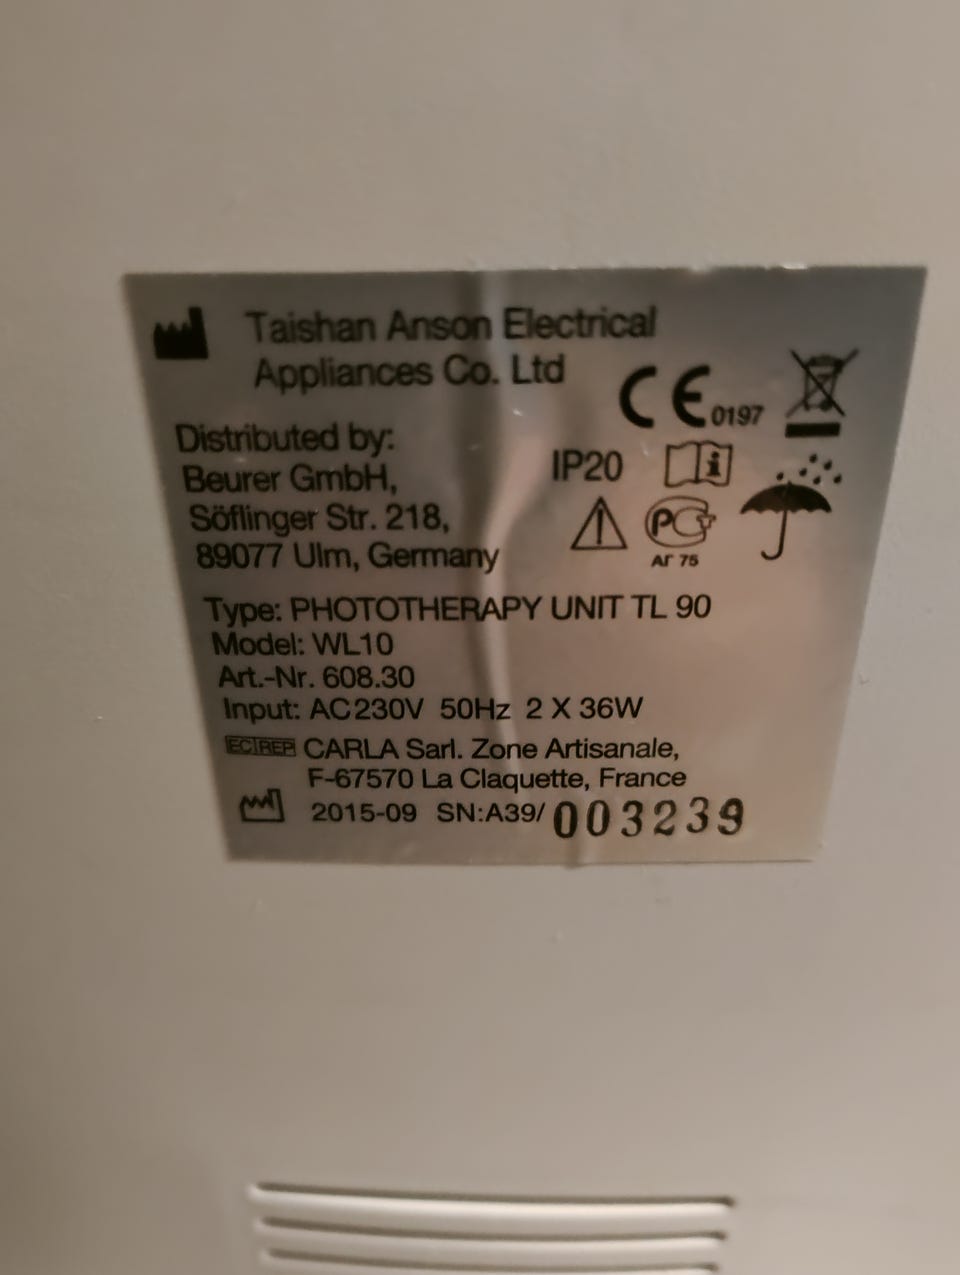 Taishan Anson Electrical
Appliances Co. Ltd
CE 0197
Distributed by:
Beurer GmbH,
Söflinger Str. 218,
89077 Ulm, Germany
IP20
i
PCT
АГ 75
Type: PHOTOTHERAPY UNIT TL 90
Model: WL10
Art.-Nr. 608.30
Input: AC230V 50Hz 2 X 36W
EC REP CARLA Sarl. Zone Artisanale,
F-67570 La Claquette, France
2015-09 SN:A39/ 003239